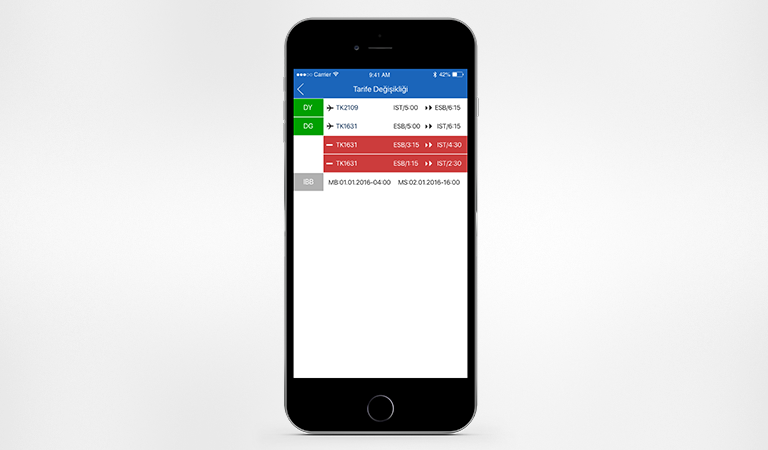 Carrier 9:41 AM 42%
Tarife Değişikliği
DY TK2109 IST/5:00 ESB/6:15
DG TK1631 ESB/5:00 IST/6:15
TK1631 ESB/3:15 IST/4:30
TK1631 ESB/1:15 IST/2:30
IBB MB:01.01.2016-04:00 MS:02.01.2016-16:00